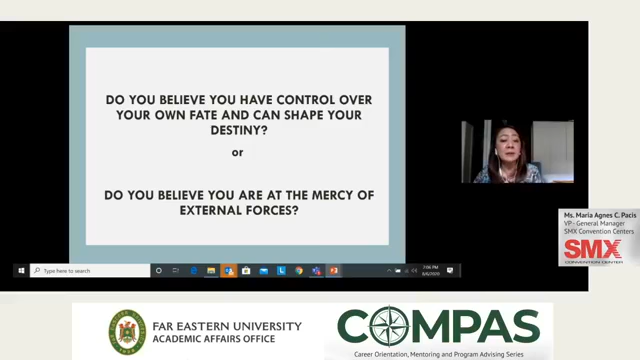 DO YOU BELIEVE YOU HAVE CONTROL OVER
YOUR OWN FATE AND CAN SHAPE YOUR
DESTINY?
or
DO YOU BELIEVE YOU ARE AT THE MERCY OF
EXTERNAL FORCES?
Ms. Maria Agnes C. Pacis
VP - General Manager
SMX Convention Centers
SMX
CONVENTION CENTER
Type here to search
7:06 PM
FAR EASTERN UNIVERSITY
ACADEMIC AFFAIRS OFFICE
COMPAS
Career Orientation, Mentoring and Program Advising Series